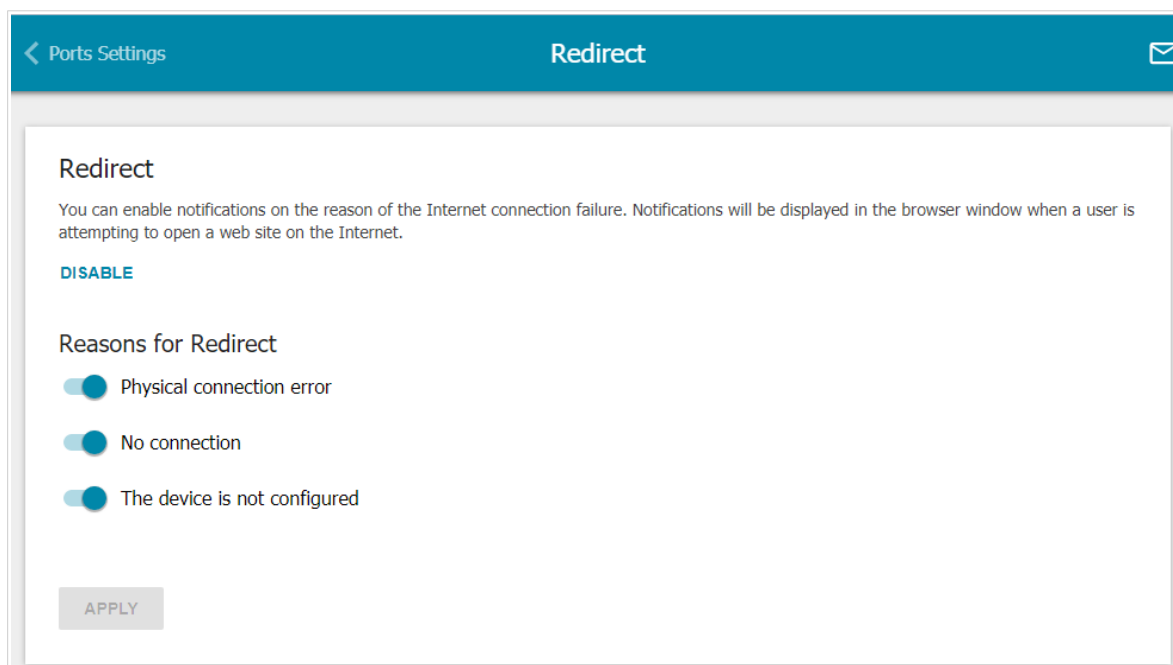 Ports Settings
Redirect
Redirect
You can enable notifications on the reason of the Internet connection failure. Notifications will be displayed in the browser window when a user is
attempting to open a web site on the Internet.
DISABLE
Reasons for Redirect
Physical connection error
No connection
The device is not configured
APPLY